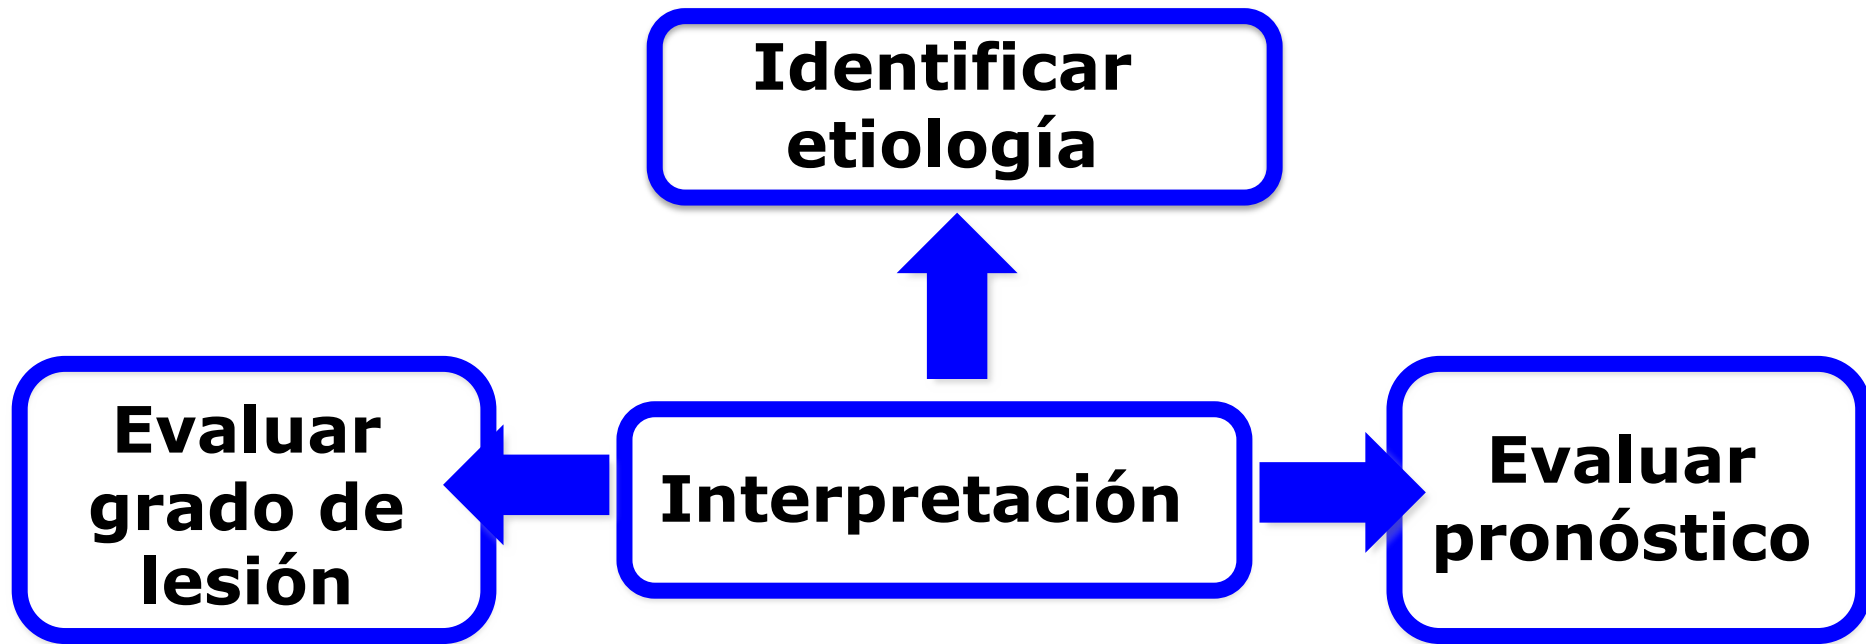 Identificar
etiología
Evaluar
grado de
lesión
Interpretación
Evaluar
pronóstico